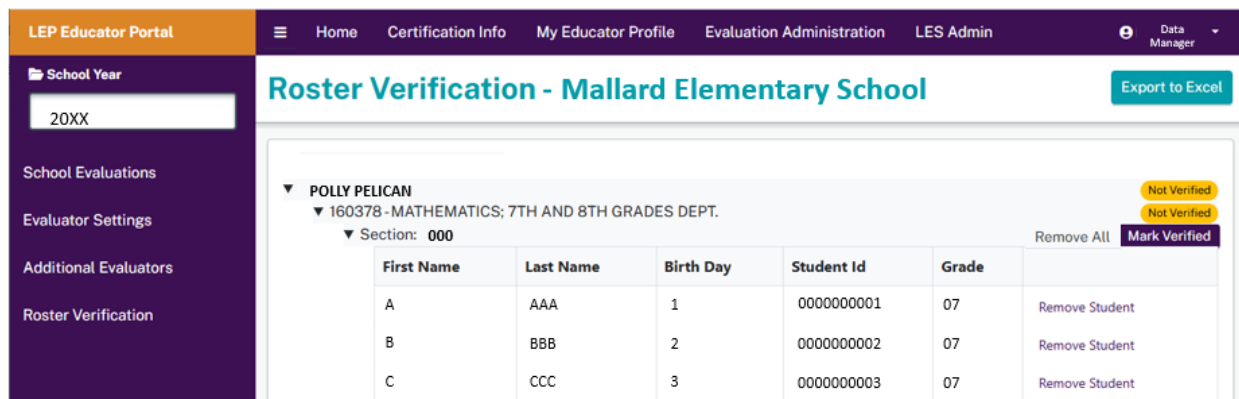 LEP Educator Portal
Home Certification Info My Educator Profile Evaluation Administration LES Admin Data Manager
School Year
20XX
School Evaluations
Evaluator Settings
Additional Evaluators
Roster Verification
Roster Verification - Mallard Elementary School
Export to Excel
POLLY PELICAN Not Verified
160378 - MATHEMATICS; 7TH AND 8TH GRADES DEPT. Not Verified
Section: 000 Remove All Mark Verified
First Name Last Name Birth Day Student Id Grade
A AAA 1 0000000001 07 Remove Student
B BBB 2 0000000002 07 Remove Student
C CCC 3 0000000003 07 Remove Student